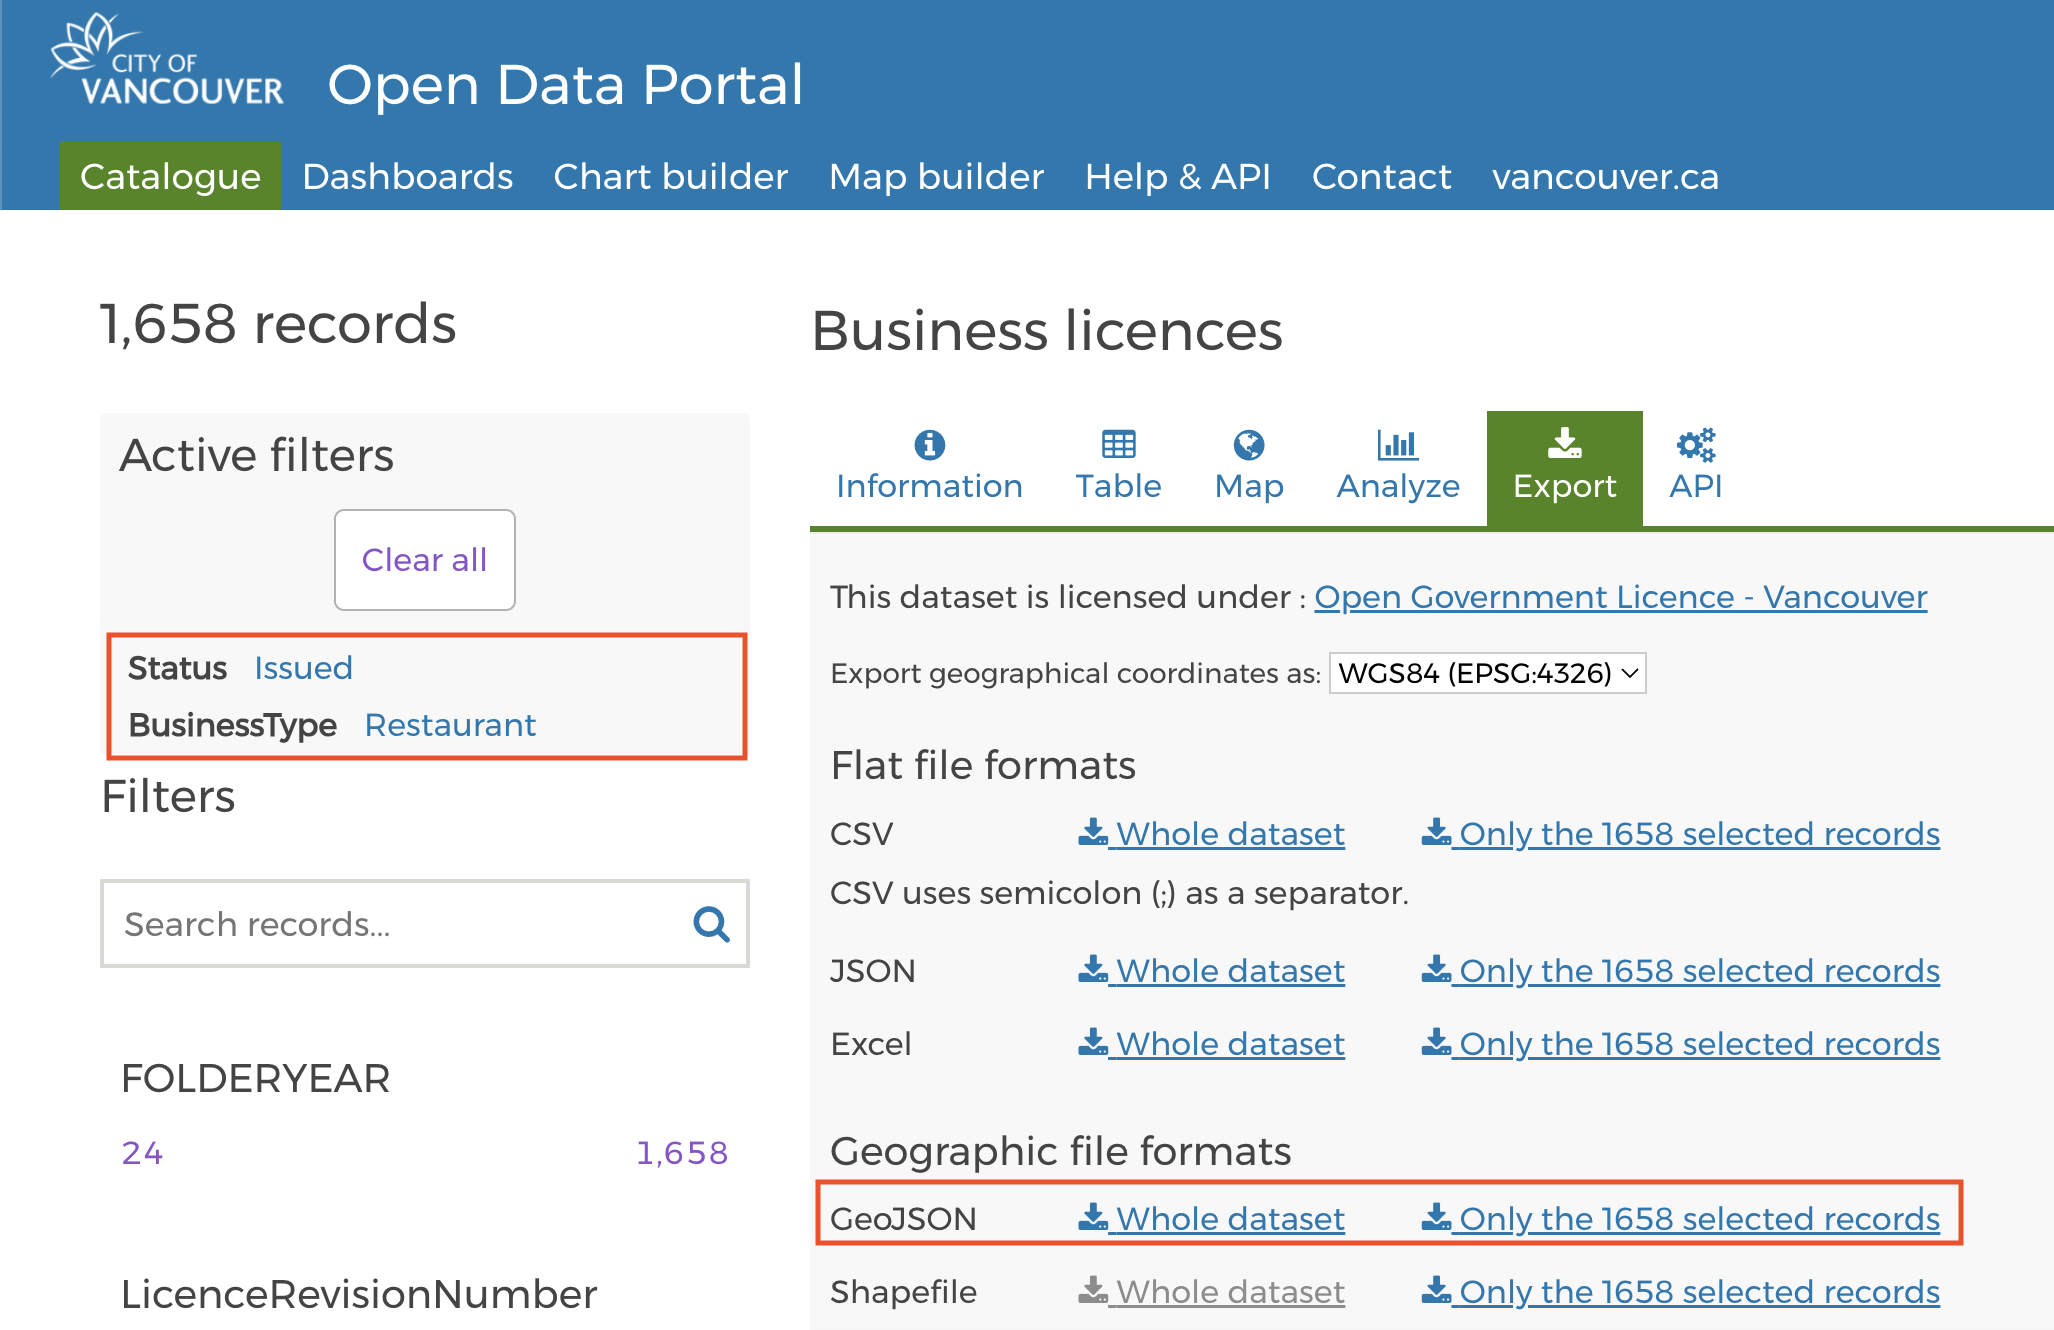 CITY OF
VANCOUVER
Open Data Portal
Catalogue Dashboards Chart builder Map builder Help & API Contact vancouver.ca
1,658 records
Active filters
Clear all
Status Issued
BusinessType Restaurant
Filters
Search records...
FOLDERYEAR
24 1,658
LicenceRevisionNumber
Business licences
Information Table Map Analyze Export API
This dataset is licensed under : Open Government Licence - Vancouver
Export geographical coordinates as: WGS84 (EPSG:4326)
Flat file formats
CSV Whole dataset Only the 1658 selected records
CSV uses semicolon (;) as a separator.
JSON Whole dataset Only the 1658 selected records
Excel Whole dataset Only the 1658 selected records
Geographic file formats
GeoJSON Whole dataset Only the 1658 selected records
Shapefile Whole dataset Only the 1658 selected records